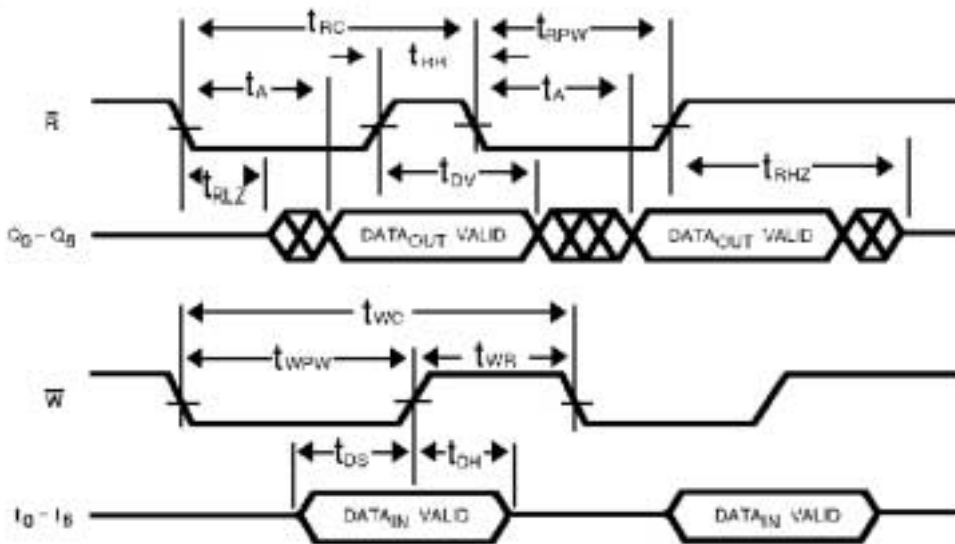 tRC
tRPW
tRR
tA
tA
R
tRLZ
tDV
tRHZ
Q0 – Q8
DATAOUT VALID
DATAOUT VALID
tWC
tWPW
tWR
W
tDS
tDH
I0 – I8
DATAIN VALID
DATAIN VALID